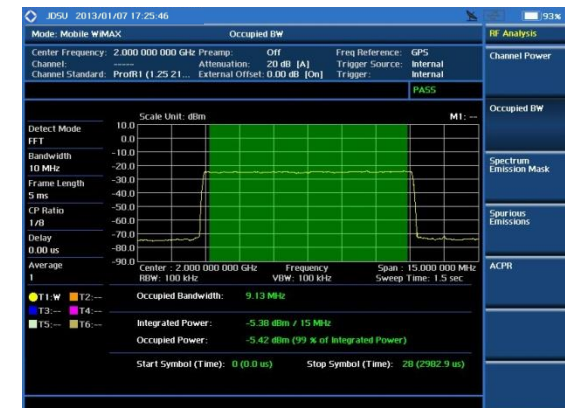 JDSU 2013/01/07 17:25:46
93%
Mode: Mobile WiMAX Occupied BW
RF Analysis
Center Frequency: 2.000 000 000 GHz Preamp: Off Freq Reference: GPS
Channel: ----- Attenuation: 20 dB [A] Trigger Source: Internal
Channel Standard: ProfR1 (1.25 21... External Offset: 0.00 dB [On] Trigger: Internal
PASS
Channel Power
Occupied BW
Spectrum
Emission Mask
Spurious
Emissions
ACPR
Scale Unit: dBm M1: --
Detect Mode
FFT
Bandwidth
10 MHz
Frame Length
5 ms
CP Ratio
1/8
Delay
0.00 us
Average
1
10.0
0.0
-10.0
-20.0
-30.0
-40.0
-50.0
-60.0
-70.0
-80.0
-90.0
Center : 2.000 000 000 GHz Frequency Span : 15.000 000 MHz
RBW: 100 kHz VBW: 100 kHz Sweep Time: 1.5 sec
T1:W T2:--
T3:-- T4:--
T5:-- T6:--
Occupied Bandwidth: 9.13 MHz
Integrated Power: -5.38 dBm / 15 MHz
Occupied Power: -5.42 dBm (99 % of Integrated Power)
Start Symbol (Time): 0 (0.0 us) Stop Symbol (Time): 28 (2982.9 us)